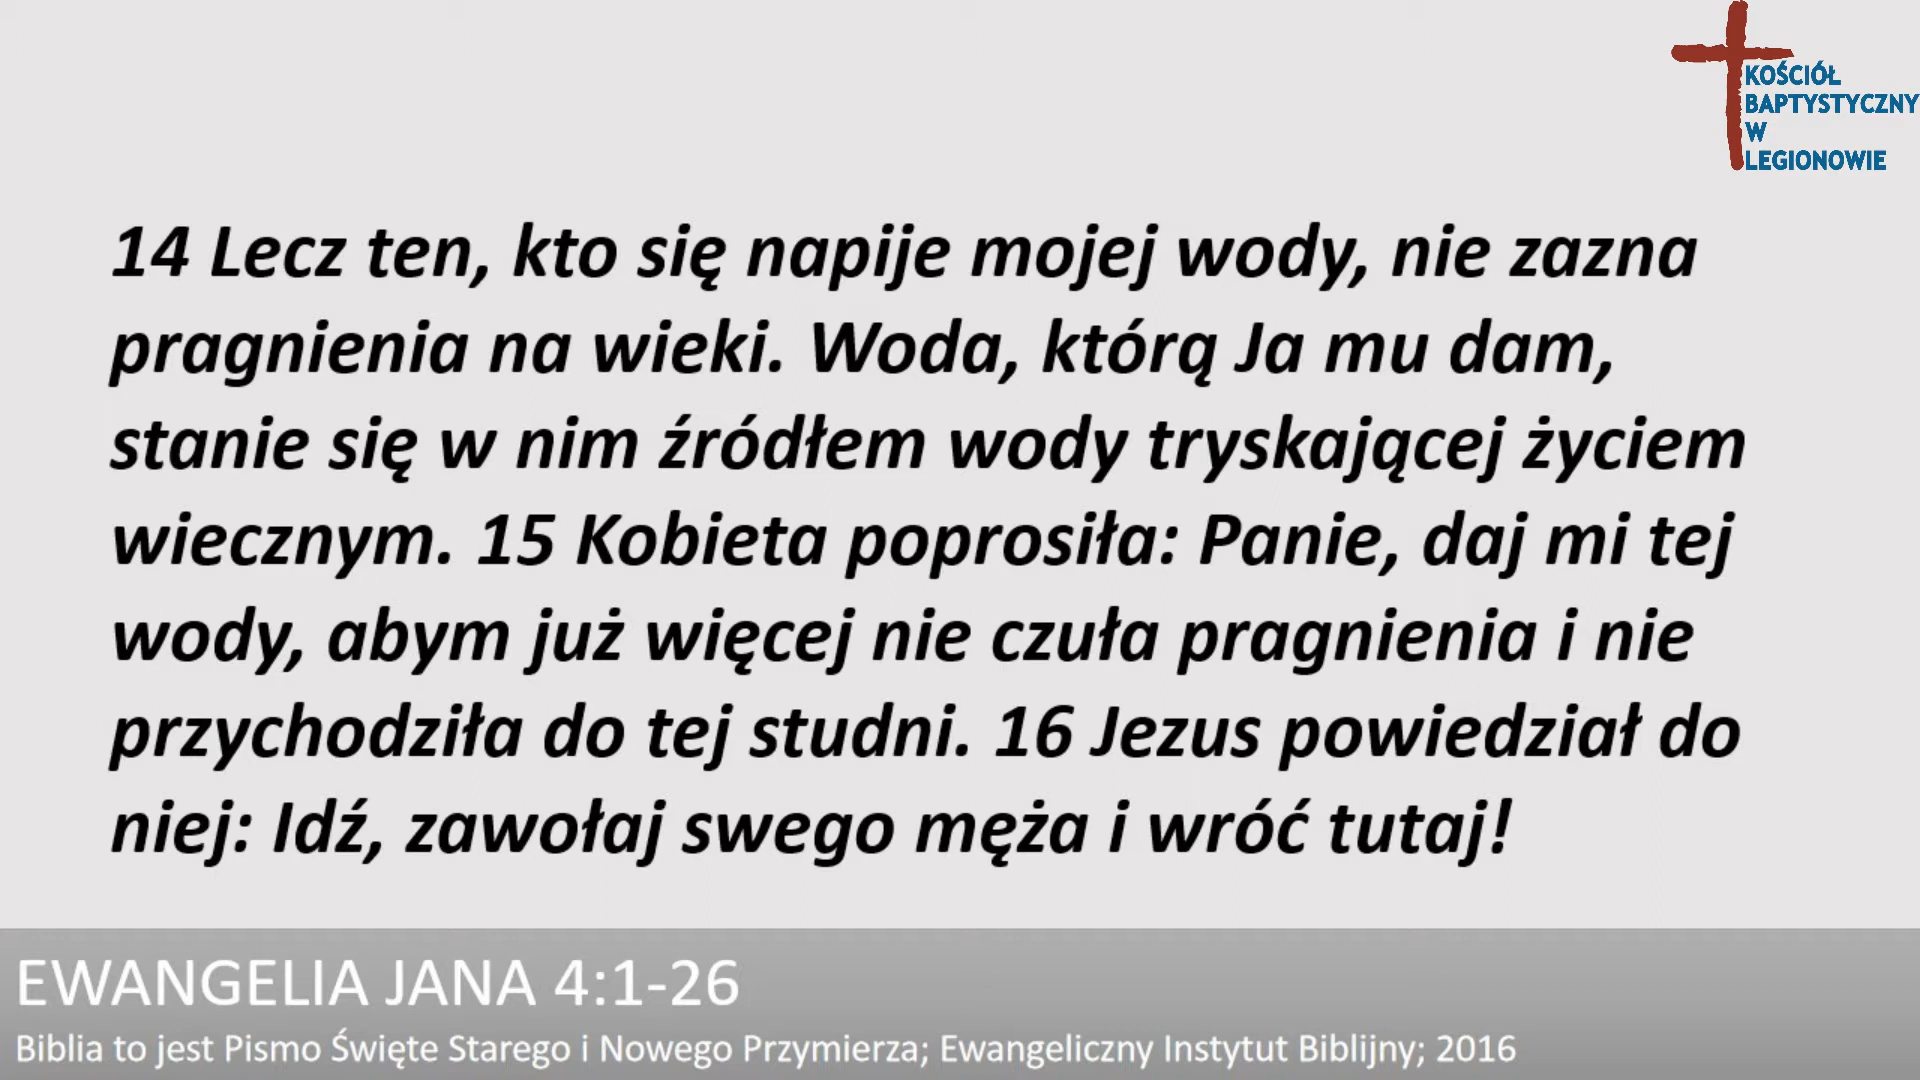 KOŚCIÓŁ
BAPTYSTYCZNY
W
LEGIONOWIE
14 Lecz ten, kto się napije mojej wody, nie zazna
pragnienia na wieki. Woda, którą Ja mu dam,
stanie się w nim źródłem wody tryskającej życiem
wiecznym. 15 Kobieta poprosiła: Panie, daj mi tej
wody, abym już więcej nie czuła pragnienia i nie
przychodziła do tej studni. 16 Jezus powiedział do
niej: Idź, zawołaj swego męża i wróć tutaj!
EWANGELIA JANA 4:1-26
Biblia to jest Pismo Święte Starego i Nowego Przymierza; Ewangeliczny Instytut Biblijny; 2016